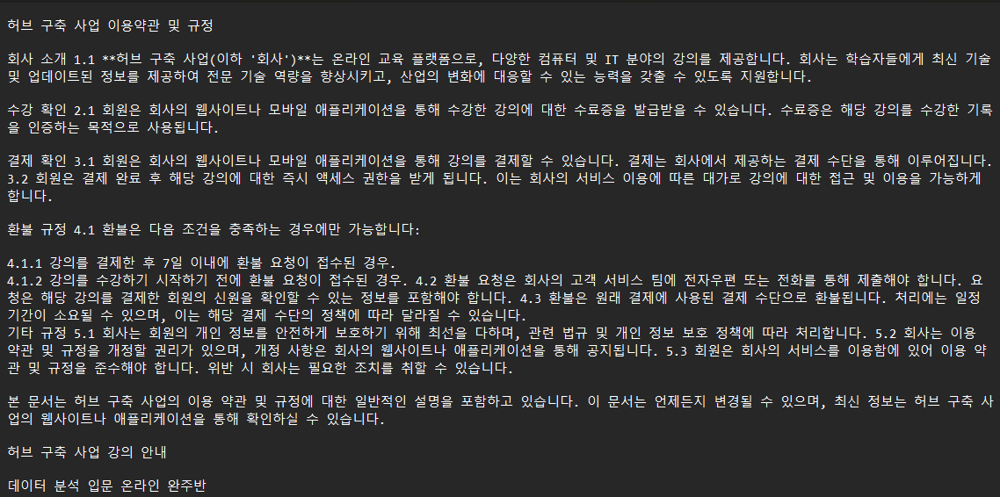 허브 구축 사업 이용약관 및 규정
회사 소개 1.1 **허브 구축 사업(이하 '회사')**는 온라인 교육 플랫폼으로, 다양한 컴퓨터 및 IT 분야의 강의를 제공합니다. 회사는 학습자들에게 최신 기술
및 업데이트된 정보를 제공하여 전문 기술 역량을 향상시키고, 산업의 변화에 대응할 수 있는 능력을 갖출 수 있도록 지원합니다.
수강 확인 2.1 회원은 회사의 웹사이트나 모바일 애플리케이션을 통해 수강한 강의에 대한 수료증을 발급받을 수 있습니다. 수료증은 해당 강의를 수강한 기록
을 인증하는 목적으로 사용됩니다.
결제 확인 3.1 회원은 회사의 웹사이트나 모바일 애플리케이션을 통해 강의를 결제할 수 있습니다. 결제는 회사에서 제공하는 결제 수단을 통해 이루어집니다.
3.2 회원은 결제 완료 후 해당 강의에 대한 즉시 액세스 권한을 받게 됩니다. 이는 회사의 서비스 이용에 따른 대가로 강의에 대한 접근 및 이용을 가능하게
합니다.
환불 규정 4.1 환불은 다음 조건을 충족하는 경우에만 가능합니다:
4.1.1 강의를 결제한 후 7일 이내에 환불 요청이 접수된 경우.
4.1.2 강의를 수강하기 시작하기 전에 환불 요청이 접수된 경우. 4.2 환불 요청은 회사의 고객 서비스 팀에 전자우편 또는 전화를 통해 제출해야 합니다. 요
청은 해당 강의를 결제한 회원의 신원을 확인할 수 있는 정보를 포함해야 합니다. 4.3 환불은 원래 결제에 사용된 결제 수단으로 환불됩니다. 처리에는 일정
기간이 소요될 수 있으며, 이는 해당 결제 수단의 정책에 따라 달라질 수 있습니다.
기타 규정 5.1 회사는 회원의 개인 정보를 안전하게 보호하기 위해 최선을 다하며, 관련 법규 및 개인 정보 보호 정책에 따라 처리합니다. 5.2 회사는 이용
약관 및 규정을 개정할 권리가 있으며, 개정 사항은 회사의 웹사이트나 애플리케이션을 통해 공지됩니다. 5.3 회원은 회사의 서비스를 이용함에 있어 이용 약
관 및 규정을 준수해야 합니다. 위반 시 회사는 필요한 조치를 취할 수 있습니다.
본 문서는 허브 구축 사업의 이용 약관 및 규정에 대한 일반적인 설명을 포함하고 있습니다. 이 문서는 언제든지 변경될 수 있으며, 최신 정보는 허브 구축 사
업의 웹사이트나 애플리케이션을 통해 확인하실 수 있습니다.
허브 구축 사업 강의 안내
데이터 분석 입문 온라인 완주반